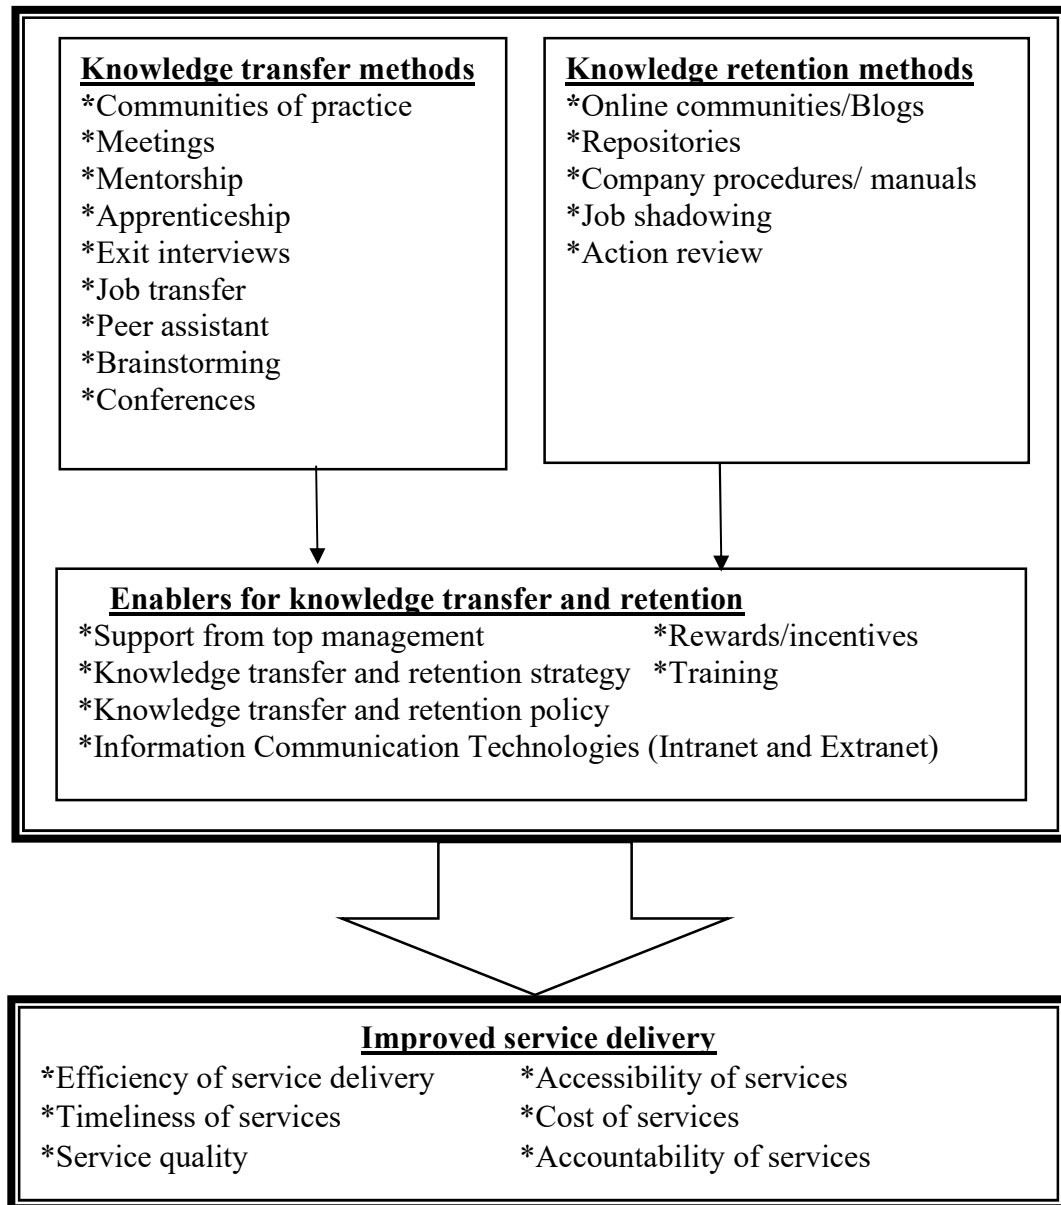 Knowledge transfer methods
*Communities of practice
*Meetings
*Mentorship
*Apprenticeship
*Exit interviews
*Job transfer
*Peer assistant
*Brainstorming
*Conferences
Knowledge retention methods
*Online communities/Blogs
*Repositories
*Company procedures/ manuals
*Job shadowing
*Action review
Enablers for knowledge transfer and retention
*Support from top management
*Rewards/incentives
*Knowledge transfer and retention strategy
*Training
*Knowledge transfer and retention policy
*Information Communication Technologies (Intranet and Extranet)
Improved service delivery
*Efficiency of service delivery
*Accessibility of services
*Timeliness of services
*Cost of services
*Service quality
*Accountability of services